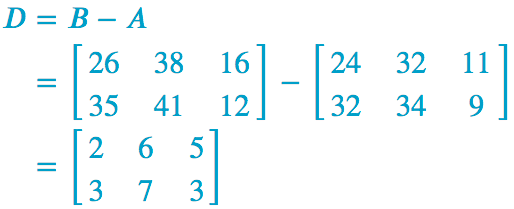 D = B − A
= [26 38 16
35 41 12] − [24 32 11
32 34 9]
= [2 6 5
3 7 3]